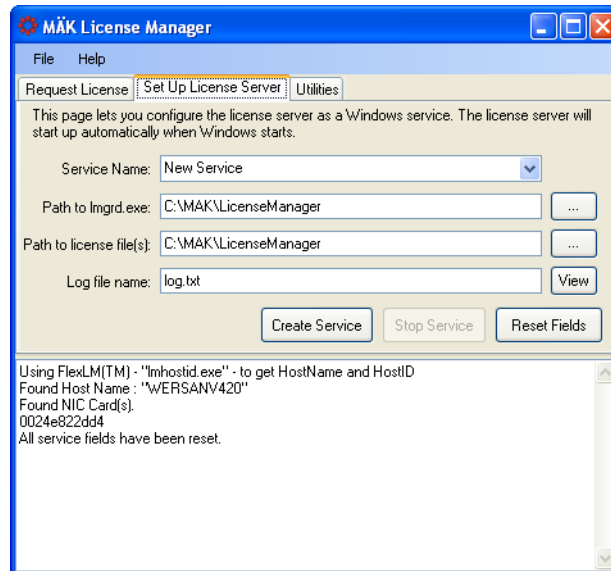 MÄK License Manager
File Help
Request License Set Up License Server Utilities
This page lets you configure the license server as a Windows service. The license server will
start up automatically when Windows starts.
Service Name: New Service
Path to lmgrd.exe: C:\MAK\LicenseManager ...
Path to license file(s): C:\MAK\LicenseManager ...
Log file name: log.txt View
Create Service Stop Service Reset Fields
Using FlexLM(TM) - "lmhostid.exe" - to get HostName and HostID
Found Host Name : "WERSANV420"
Found NIC Card(s).
0024e822dd4
All service fields have been reset.